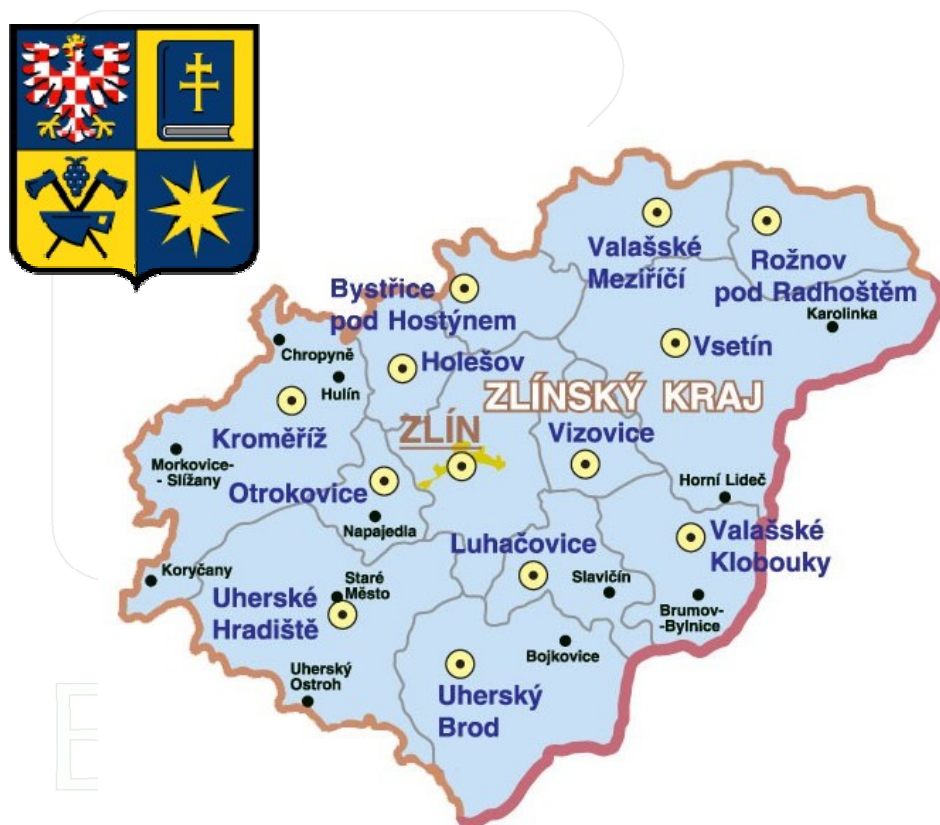 Valašské
Meziříčí
Rožnov
pod Radhoštěm
Karolinka
Bystřice
pod Hostýnem
Vsetín
Chropyně
Holešov
Hulín
ZLÍNSKÝ KRAJ
Kroměříž
ZLÍN
Vizovice
Morkovice-
- Slížany
Otrokovice
Horní Lideč
Napajedla
Valašské
Klobouky
Luhačovice
Koryčany
Staré
Město
Slavičín
Uherské
Hradiště
Brumov-
-Bylnice
Bojkovice
Uherský
Ostroh
Uherský
Brod
E